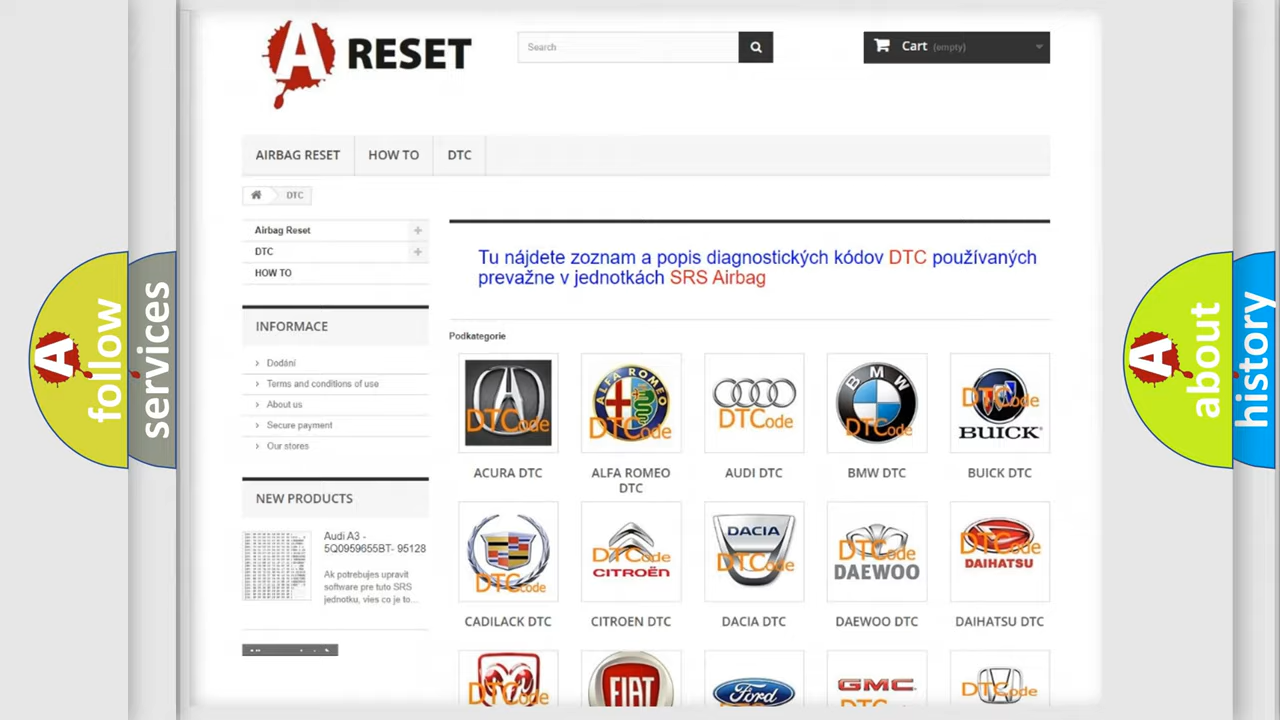 A RESET
Search
Cart (empty)
AIRBAG RESET
HOW TO
DTC
DTC
Airbag Reset
DTC
HOW TO
INFORMACE
Dodání
Terms and conditions of use
About us
Secure payment
Our stores
NEW PRODUCTS
Audi A3 -
5Q0959655BT- 95128
Ak potrebujes upravit
software pre tuto SRS
jednotku, vies co je to...
Tu nájdete zoznam a popis diagnostických kódov DTC používaných
prevažne v jednotkách SRS Airbag
Podkategorie
DTCode
ALFA ROMEO
DTCode
DTCode
BMW
DTCode
DTCode
BUICK
ACURA DTC
ALFA ROMEO
DTC
AUDI DTC
BMW DTC
BUICK DTC
DTCode
DTCode
CITROËN
DACIA
DTCode
DTCode
DAEWOO
DTCode
DAIHATSU
CADILACK DTC
CITROEN DTC
DACIA DTC
DAEWOO DTC
DAIHATSU DTC
DTCode
FIAT
Ford
GMC
DTCode
A follow
services
A about
history